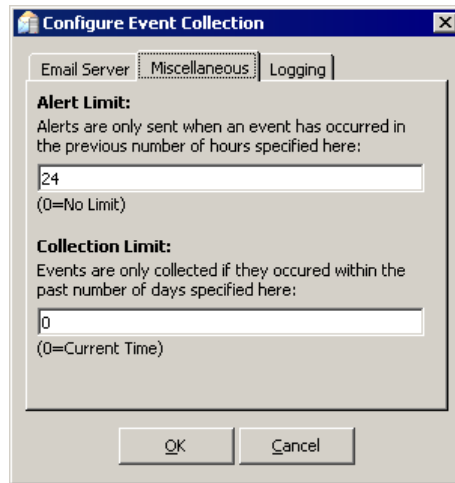 Configure Event Collection
Email Server Miscellaneous Logging
Alert Limit:
Alerts are only sent when an event has occurred in
the previous number of hours specified here:
24
(0=No Limit)
Collection Limit:
Events are only collected if they occured within the
past number of days specified here:
0
(0=Current Time)
OK Cancel